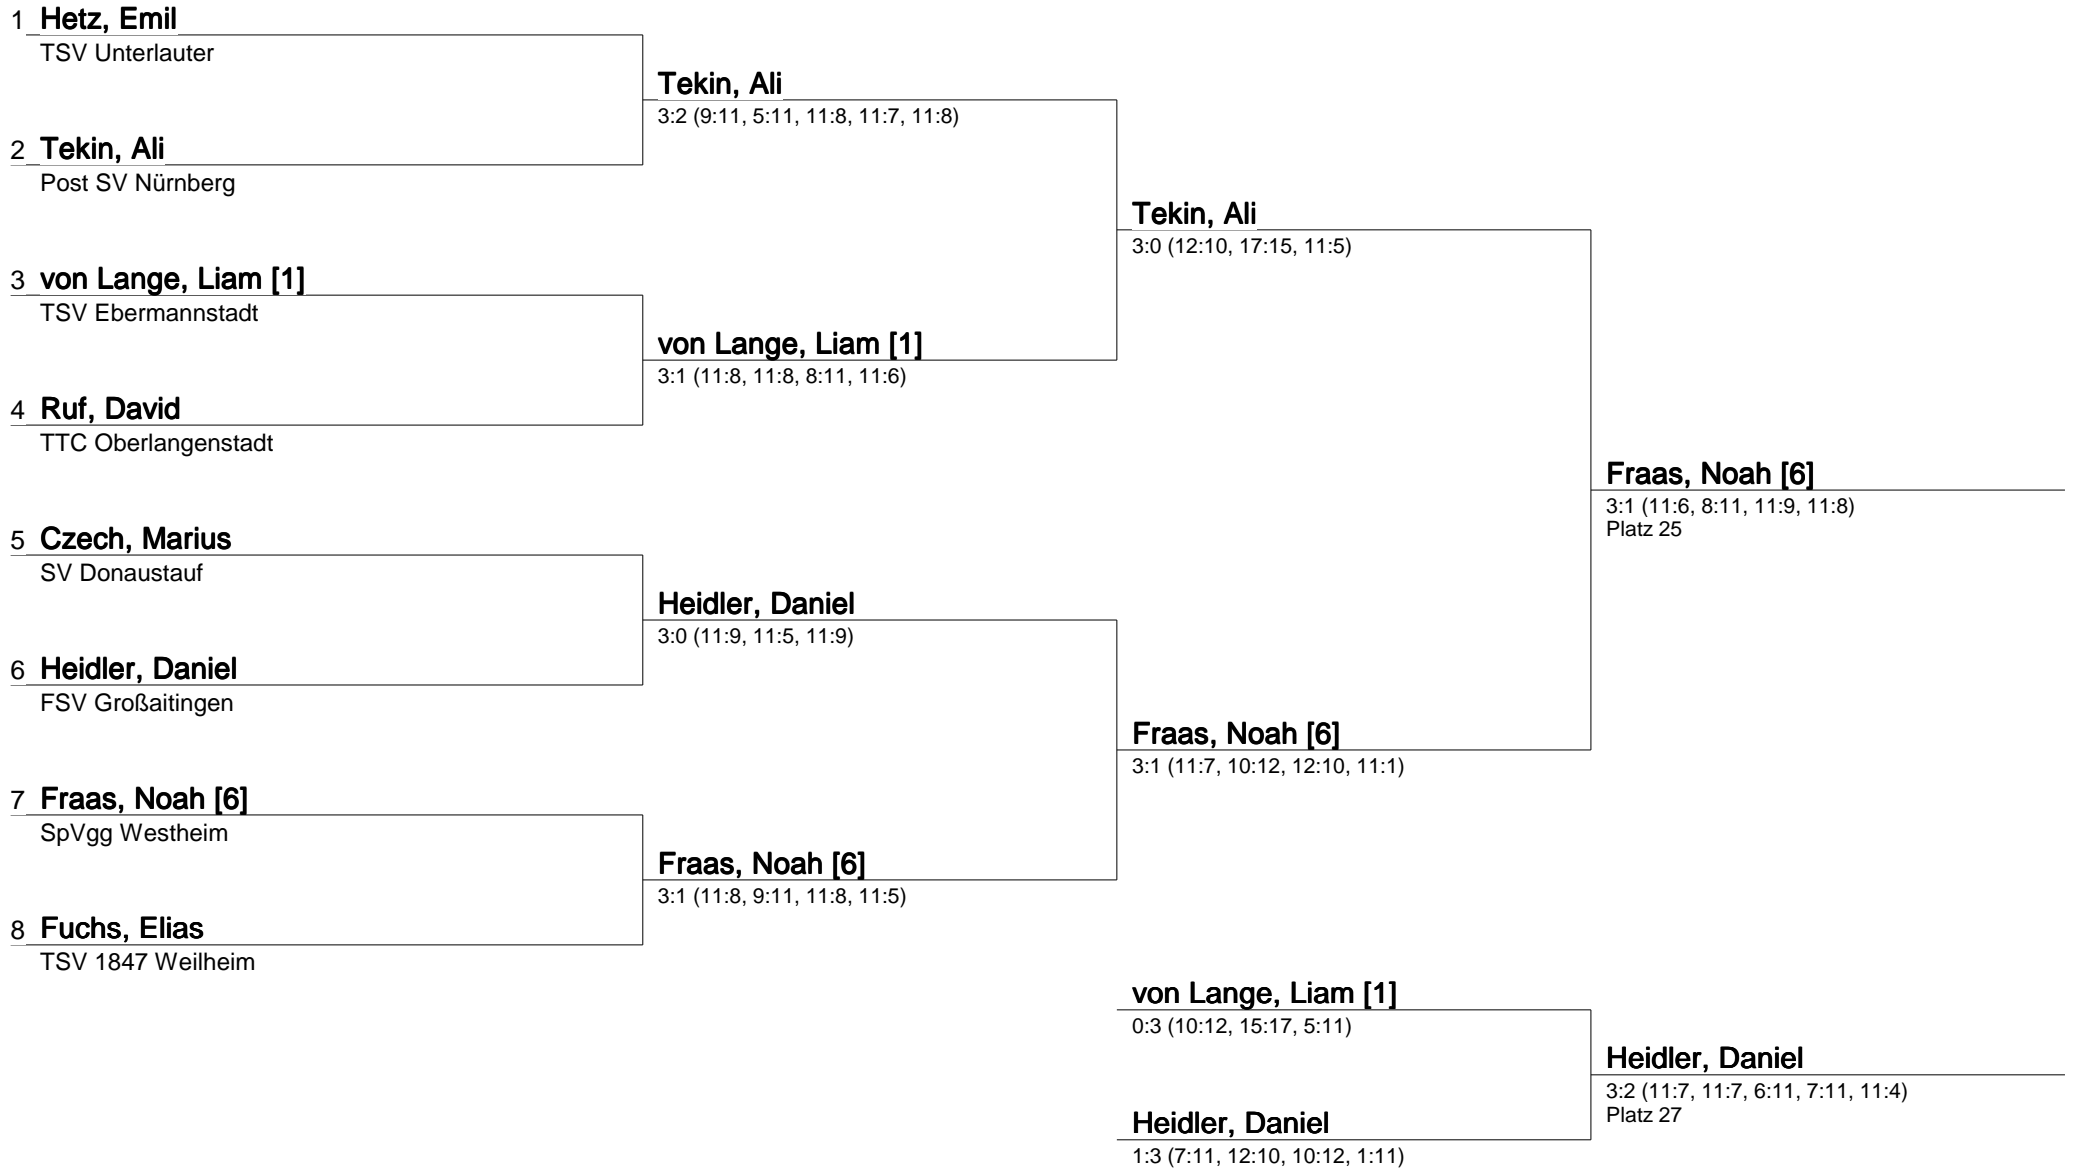 1 Hetz, Emil
TSV Unterlauter
Tekin, Ali
3:2 (9:11, 5:11, 11:8, 11:7, 11:8)
2 Tekin, Ali
Post SV Nürnberg
Tekin, Ali
3:0 (12:10, 17:15, 11:5)
3 von Lange, Liam [1]
TSV Ebermannstadt
von Lange, Liam [1]
3:1 (11:8, 11:8, 8:11, 11:6)
4 Ruf, David
TTC Oberlangenstadt
Fraas, Noah [6]
3:1 (11:6, 8:11, 11:9, 11:8)
Platz 25
5 Czech, Marius
SV Donaustauf
Heidler, Daniel
3:0 (11:9, 11:5, 11:9)
6 Heidler, Daniel
FSV Großaitingen
Fraas, Noah [6]
3:1 (11:7, 10:12, 12:10, 11:1)
7 Fraas, Noah [6]
SpVgg Westheim
Fraas, Noah [6]
3:1 (11:8, 9:11, 11:8, 11:5)
8 Fuchs, Elias
TSV 1847 Weilheim
von Lange, Liam [1]
0:3 (10:12, 15:17, 5:11)
Heidler, Daniel
3:2 (11:7, 11:7, 6:11, 7:11, 11:4)
Platz 27
Heidler, Daniel
1:3 (7:11, 12:10, 10:12, 1:11)